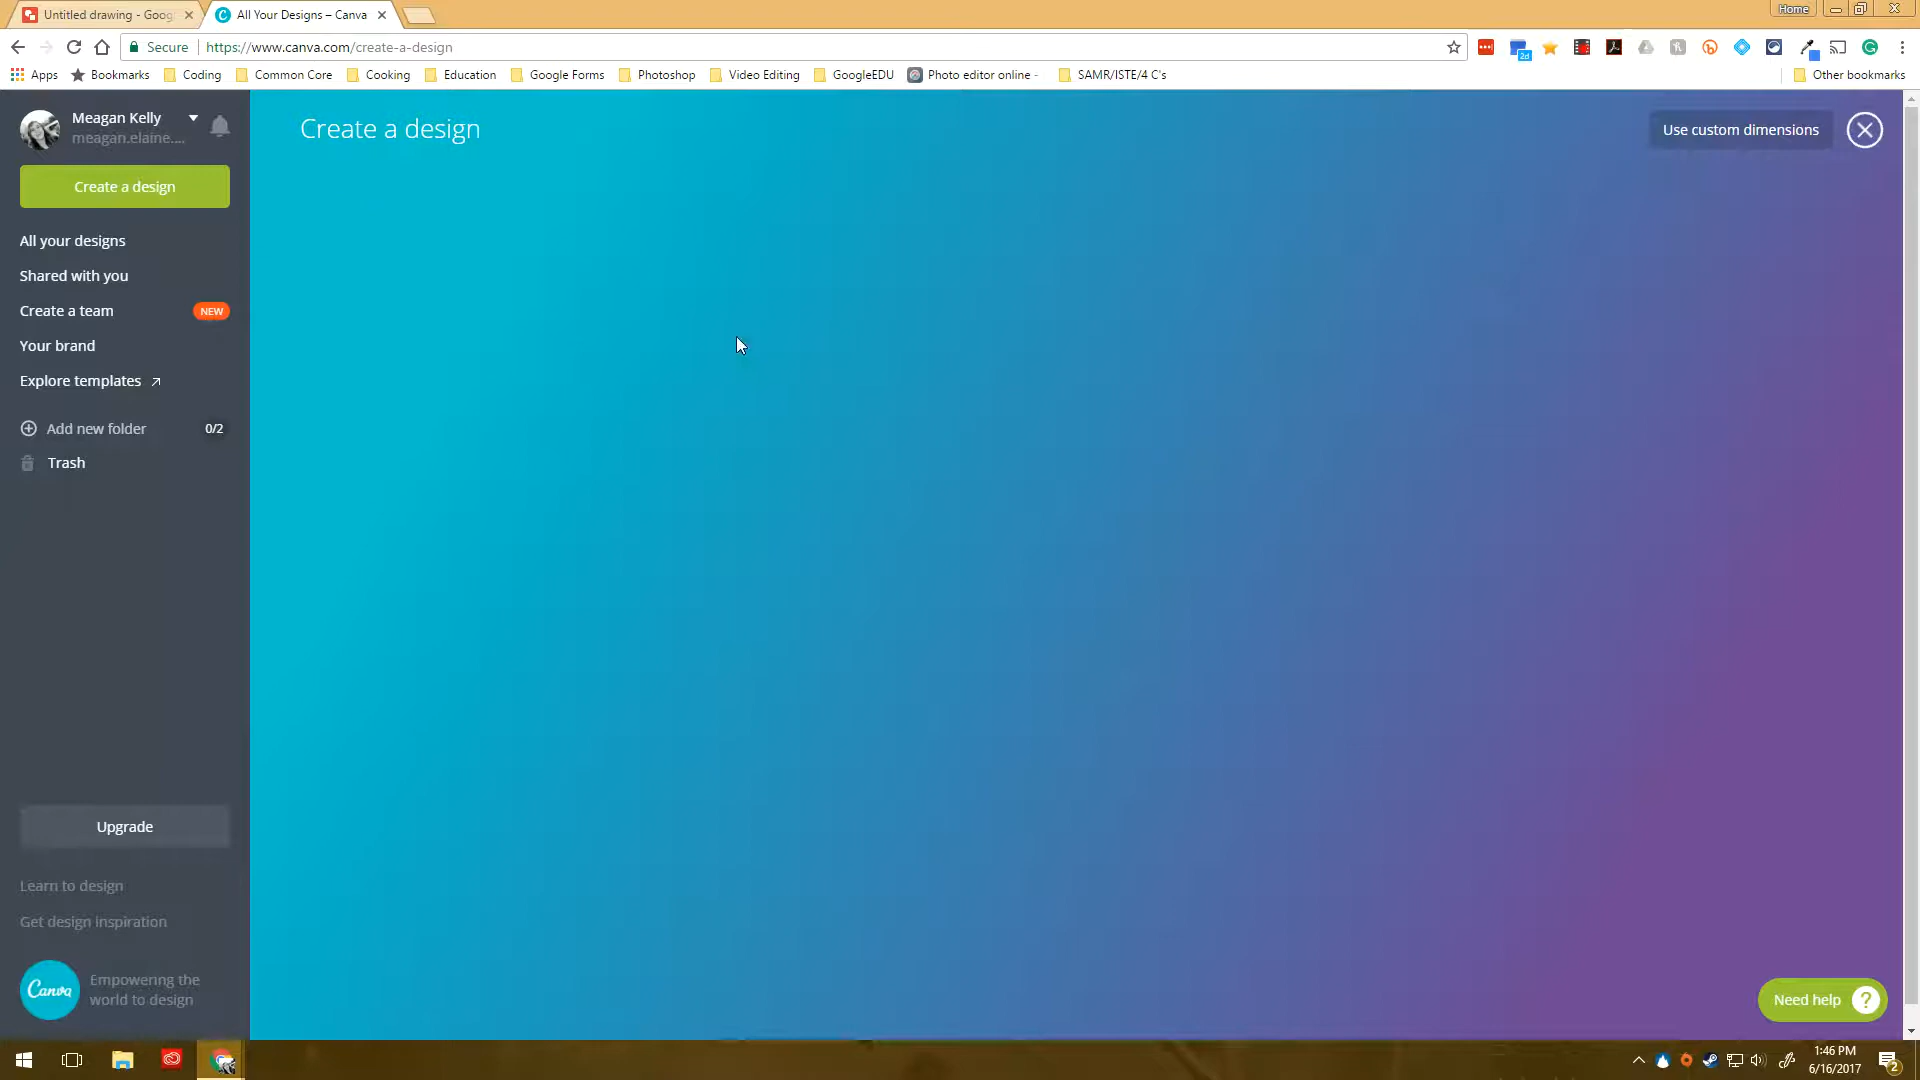 Untitled drawing - Goog
All Your Designs – Canva
Home
Secure
https://www.canva.com/create-a-design
2d
Apps
Bookmarks
Coding
Common Core
Cooking
Education
Google Forms
Photoshop
Video Editing
GoogleEDU
Photo editor online -
SAMR/ISTE/4 C's
Other bookmarks
Meagan Kelly
meagan.elaine....
Create a design
Use custom dimensions
Create a design
All your designs
Shared with you
Create a team
NEW
Your brand
Explore templates
Add new folder
0/2
Trash
Upgrade
Learn to design
Get design inspiration
Canva
Empowering the
world to design
Need help ?
1:46 PM
6/16/2017
2